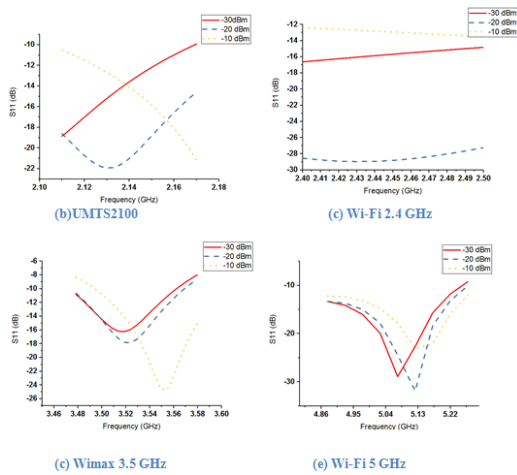 -30dBm
-20 dBm
-10 dBm
-10
-12
-14
-16
-18
-20
-22
S11 (dB)
2.10
2.12
2.14
2.16
2.18
Frequency (GHz)
(b)UMTS2100
-30 dBm
-20 dBm
-10 dBm
-12
-14
-16
-18
-20
-22
-24
-26
-28
-30
S11 (dB)
2.40 2.41 2.42 2.43 2.44 2.45 2.46 2.47 2.48 2.49 2.50
Frequency (GHz)
(c) Wi-Fi 2.4 GHz
-30 dBm
-20 dBm
-10 dBm
-6
-8
-10
-12
-14
-16
-18
-20
-22
-24
-26
S11 (dB)
3.46 3.48 3.50 3.52 3.54 3.56 3.58 3.60
Frequency (GHz)
(c) Wimax 3.5 GHz
-30 dBm
-20 dBm
-10 dBm
-10
-20
-30
S11 (dB)
4.86 4.95 5.04 5.13 5.22
Frequency (GHz)
(e) Wi-Fi 5 GHz